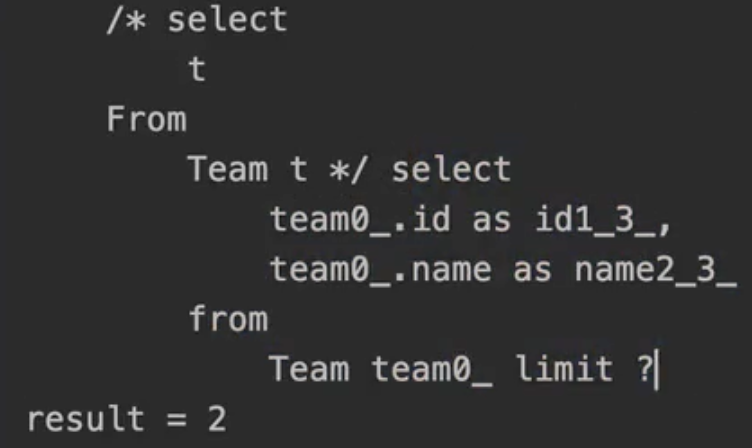 /* select
t
From
Team t */ select
team0_.id as id1_3_,
team0_.name as name2_3_
from
Team team0_ limit ?
result = 2